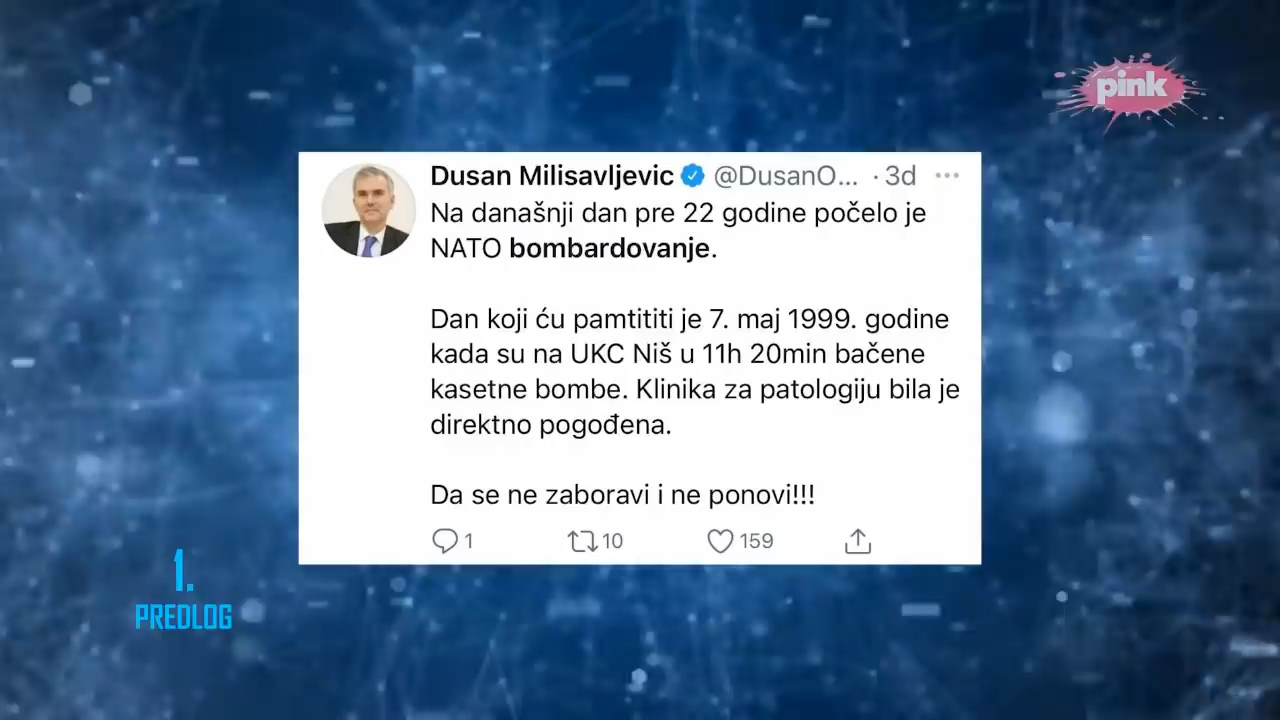 pink
Dusan Milisavljevic @DusanO... · 3d ...
Na današnji dan pre 22 godine počelo je
NATO bombardovanje.
Dan koji ću pamtititi je 7. maj 1999. godine
kada su na UKC Niš u 11h 20min bačene
kasetne bombe. Klinika za patologiju bila je
direktno pogođena.
Da se ne zaboravi i ne ponovi!!!
1 10 159
1.
PREDLOG